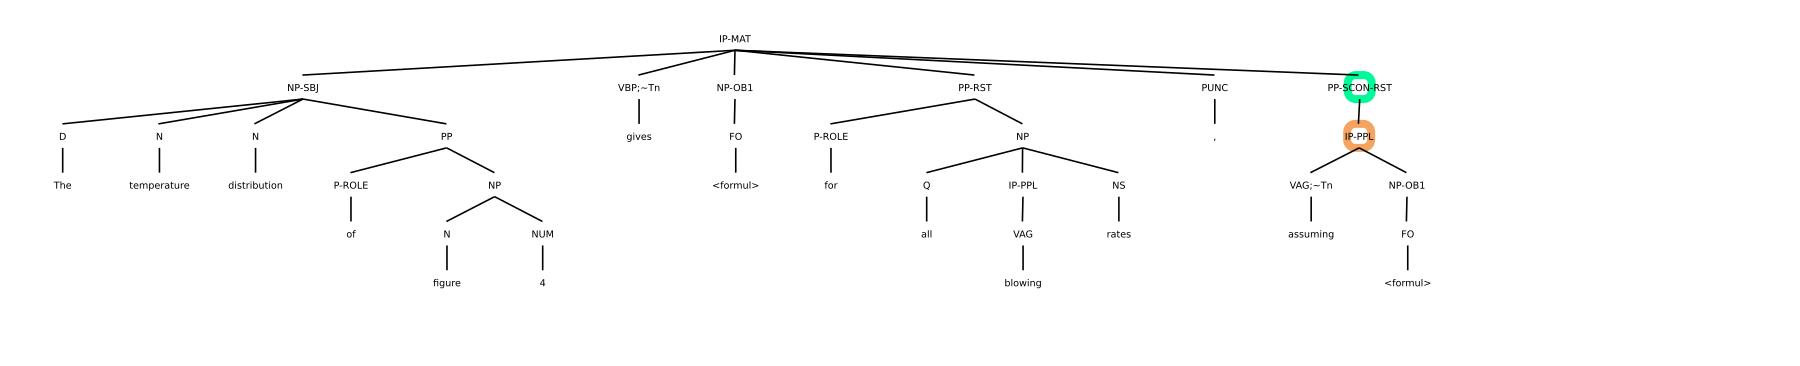 IP-MAT
NP-SBJ VBP;~Tn NP-OB1 PP-RST PUNC PP-SCON-RST
D N N PP gives FO P-ROLE NP , IP-PPL
The temperature distribution P-ROLE NP <formul> for Q IP-PPL NS VAG;~Tn NP-OB1
of N NUM all VAG rates assuming FO
figure 4 blowing <formul>